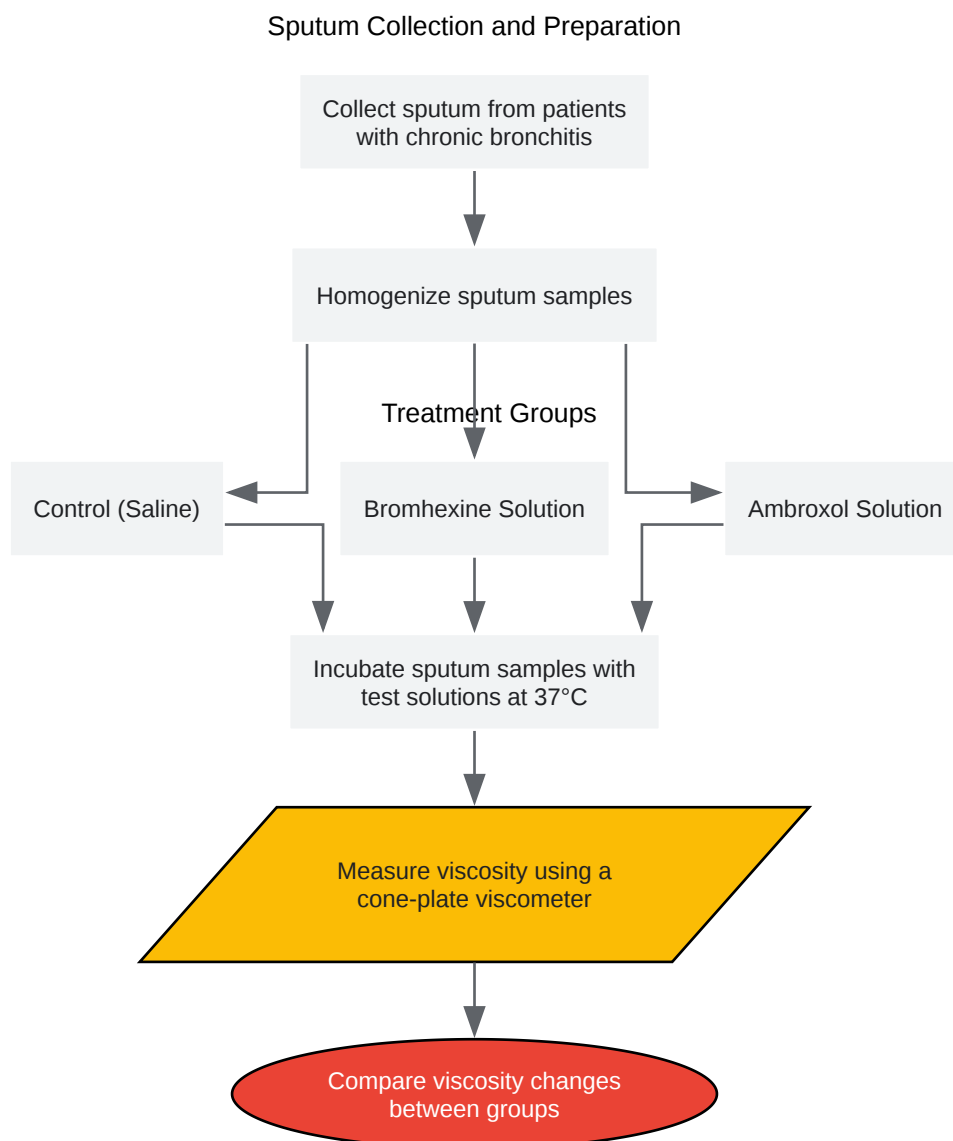 Sputum Collection and Preparation
Collect sputum from patients
with chronic bronchitis
Homogenize sputum samples
Treatment Groups
Control (Saline)
Bromhexine Solution
Ambroxol Solution
Incubate sputum samples with
test solutions at 37°C
Measure viscosity using a
cone-plate viscometer
Compare viscosity changes
between groups